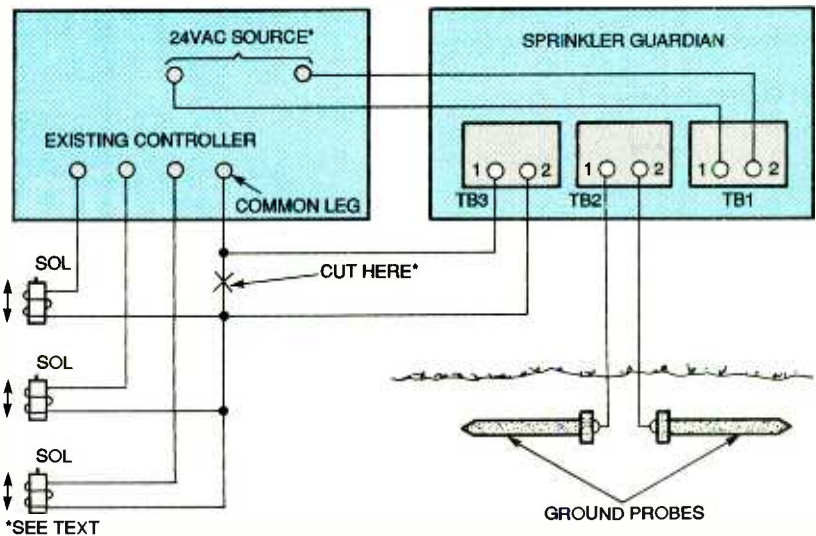 24VAC SOURCE*
SPRINKLER GUARDIAN
EXISTING CONTROLLER
COMMON LEG
1 2
TB3
1 2
TB2
1 2
TB1
SOL
CUT HERE*
SOL
SOL
GROUND PROBES
*SEE TEXT